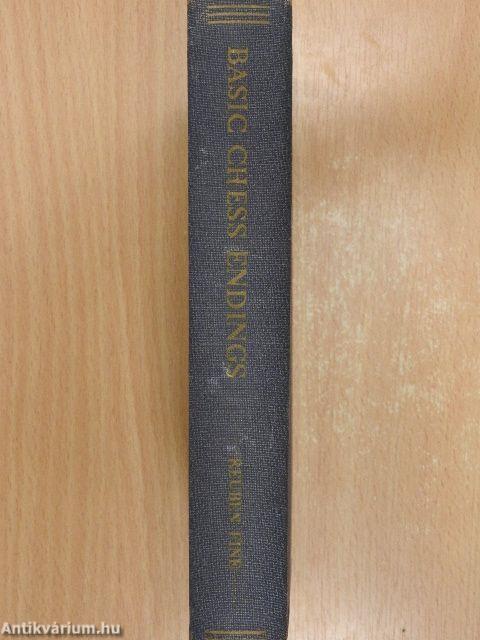 BASIC CHESS ENDINGS
REUBEN FINE
Antikvárium.hu